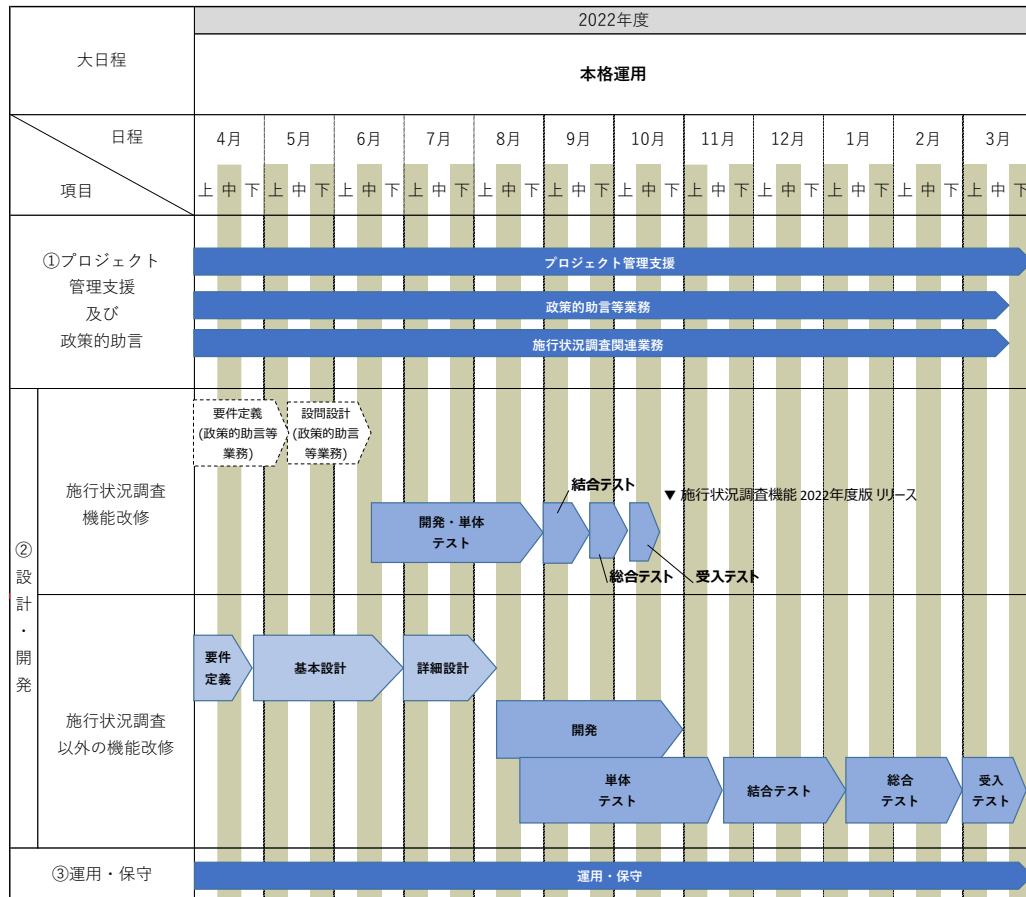 2022年度
大日程
本格運用
日程
項目
4月 5月 6月 7月 8月 9月 10月 11月 12月 1月 2月 3月
上 中 下 上 中 下 上 中 下 上 中 下 上 中 下 上 中 下 上 中 下 上 中 下 上 中 下 上 中 下 上 中 下 上 中 下
①プロジェクト
管理支援
及び
政策的助言
プロジェクト管理支援
政策的助言等業務
施行状況調査関連業務
②
設
計
・
開
発
施行状況調査
機能改修
要件定義
(政策的助言等
業務)
設問設計
(政策的助言
等業務)
開発・単体
テスト
結合テスト
総合テスト
受入テスト
▼ 施行状況調査機能 2022年度版 リリース
施行状況調査
以外の機能改修
要件
定義
基本設計
詳細設計
開発
単体
テスト
結合テスト
総合
テスト
受入
テスト
③運用・保守
運用・保守